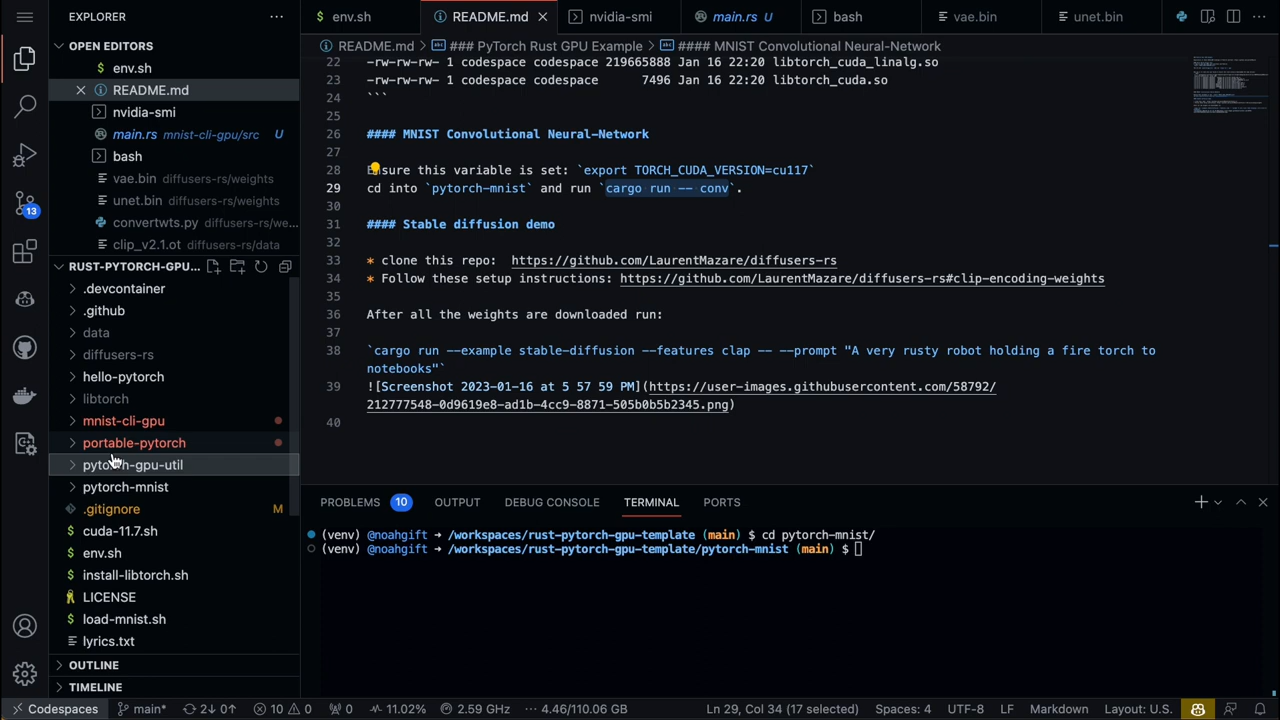 EXPLORER
OPEN EDITORS
env.sh
README.md
nvidia-smi
main.rs mnist-cli-gpu/src U
bash
vae.bin diffusers-rs/weights
unet.bin diffusers-rs/weights
convertwts.py diffusers-rs/we...
clip_v2.1.ot diffusers-rs/data
RUST-PYTORCH-GPU...
.devcontainer
.github
data
diffusers-rs
hello-pytorch
libtorch
mnist-cli-gpu
portable-pytorch
pytorch-gpu-util
pytorch-mnist
.gitignore M
cuda-11.7.sh
env.sh
install-libtorch.sh
LICENSE
load-mnist.sh
lyrics.txt
OUTLINE
TIMELINE
13
env.sh README.md nvidia-smi main.rs U bash vae.bin unet.bin
README.md > ### PyTorch Rust GPU Example > #### MNIST Convolutional Neural-Network
22 -rw-rw-rw- 1 codespace codespace 219665888 Jan 16 22:20 libtorch_cuda_linalg.so
23 -rw-rw-rw- 1 codespace codespace 7496 Jan 16 22:20 libtorch_cuda.so
24 ```
25
26 #### MNIST Convolutional Neural-Network
27
28 Ensure this variable is set: `export TORCH_CUDA_VERSION=cu117`
29 cd into `pytorch-mnist` and run `cargo run -- conv`.
30
31 #### Stable diffusion demo
32
33 * clone this repo: https://github.com/LaurentMazare/diffusers-rs
34 * Follow these setup instructions: https://github.com/LaurentMazare/diffusers-rs#clip-encoding-weights
35
36 After all the weights are downloaded run:
37
38 `cargo run --example stable-diffusion --features clap -- --prompt "A very rusty robot holding a fire torch to
notebooks"`
39 ![Screenshot 2023-01-16 at 5 57 59 PM](https://user-images.githubusercontent.com/58792/
212777548-0d9619e8-ad1b-4cc9-8871-505b0b5b2345.png)
40
PROBLEMS 10 OUTPUT DEBUG CONSOLE TERMINAL PORTS
(venv) @noahgift → /workspaces/rust-pytorch-gpu-template (main) $ cd pytorch-mnist/
(venv) @noahgift → /workspaces/rust-pytorch-gpu-template/pytorch-mnist (main) $
Codespaces main* 2↓ 0↑ 10 0 0 11.02% 2.59 GHz 4.46/110.06 GB Ln 29, Col 34 (17 selected) Spaces: 4 UTF-8 LF Markdown Layout: U.S.